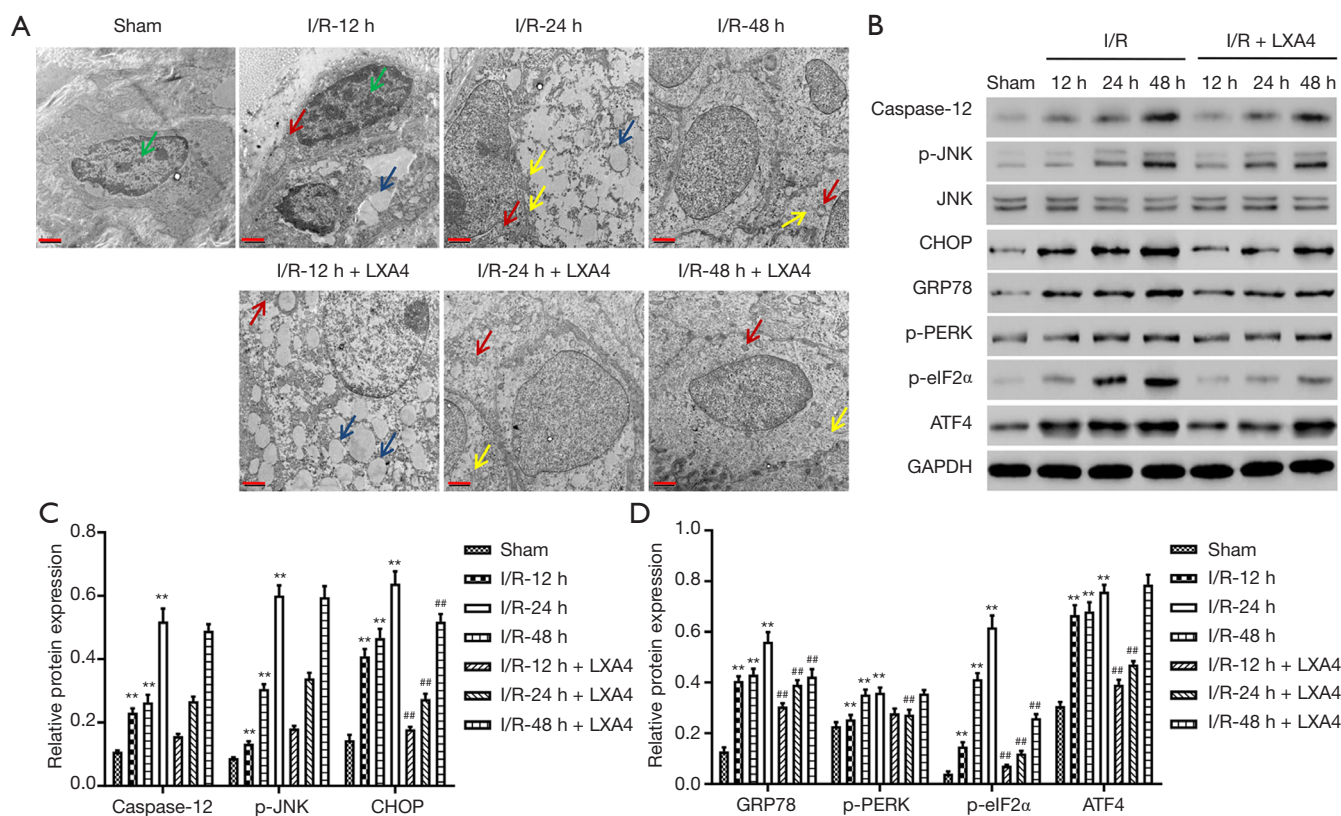 A
Sham
I/R-12 h
I/R-24 h
I/R-48 h
I/R-12 h + LXA4
I/R-24 h + LXA4
I/R-48 h + LXA4
B
I/R
I/R + LXA4
Sham 12 h 24 h 48 h 12 h 24 h 48 h
Caspase-12
p-JNK
JNK
CHOP
GRP78
p-PERK
p-eIF2α
ATF4
GAPDH
C
Relative protein expression
0.8
0.6
0.4
0.2
0.0
** ** **
** ** **
** ** ** ## ## ##
Caspase-12 p-JNK CHOP
Sham
I/R-12 h
I/R-24 h
I/R-48 h
I/R-12 h + LXA4
I/R-24 h + LXA4
I/R-48 h + LXA4
D
Relative protein expression
1.0
0.8
0.6
0.4
0.2
0.0
** ** ** ## ## ##
** ** ** ##
** ** ** ## ## ##
** ** ** ## ##
GRP78 p-PERK p-eIF2α ATF4
Sham
I/R-12 h
I/R-24 h
I/R-48 h
I/R-12 h + LXA4
I/R-24 h + LXA4
I/R-48 h + LXA4